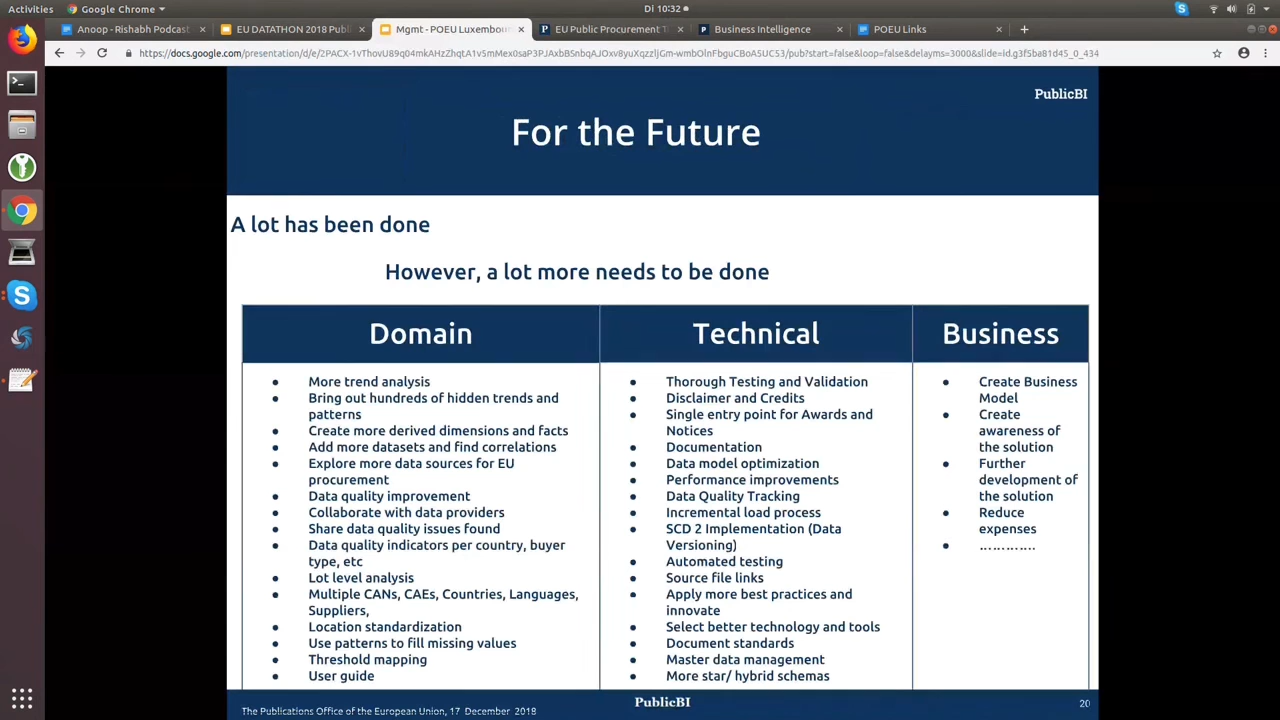 Activities
Google Chrome
Di 10:32
Anoop - Rishabh Podcast
EU DATATHON 2018 Publ
Mgmt - POEU Luxembou
EU Public Procurement T
Business Intelligence
POEU Links
PublicBI
For the Future
A lot has been done
However, a lot more needs to be done
Domain
• More trend analysis
• Bring out hundreds of hidden trends and
patterns
• Create more derived dimensions and facts
• Add more datasets and find correlations
• Explore more data sources for EU
procurement
• Data quality improvement
• Collaborate with data providers
• Share data quality issues found
• Data quality indicators per country, buyer
type, etc
• Lot level analysis
• Multiple CANs, CAEs, Countries, Languages,
Suppliers,
• Location standardization
• Use patterns to fill missing values
• Threshold mapping
• User guide
Technical
• Thorough Testing and Validation
• Disclaimer and Credits
• Single entry point for Awards and
Notices
• Documentation
• Data model optimization
• Performance improvements
• Data Quality Tracking
• Incremental load process
• SCD 2 Implementation (Data
Versioning)
• Automated testing
• Source file links
• Apply more best practices and
innovate
• Select better technology and tools
• Document standards
• Master data management
• More star/ hybrid schemas
Business
• Create Business
Model
• Create
awareness of
the solution
• Further
development of
the solution
• Reduce
expenses
• .............
The Publications Office of the European Union, 17 December 2018
PublicBI
20